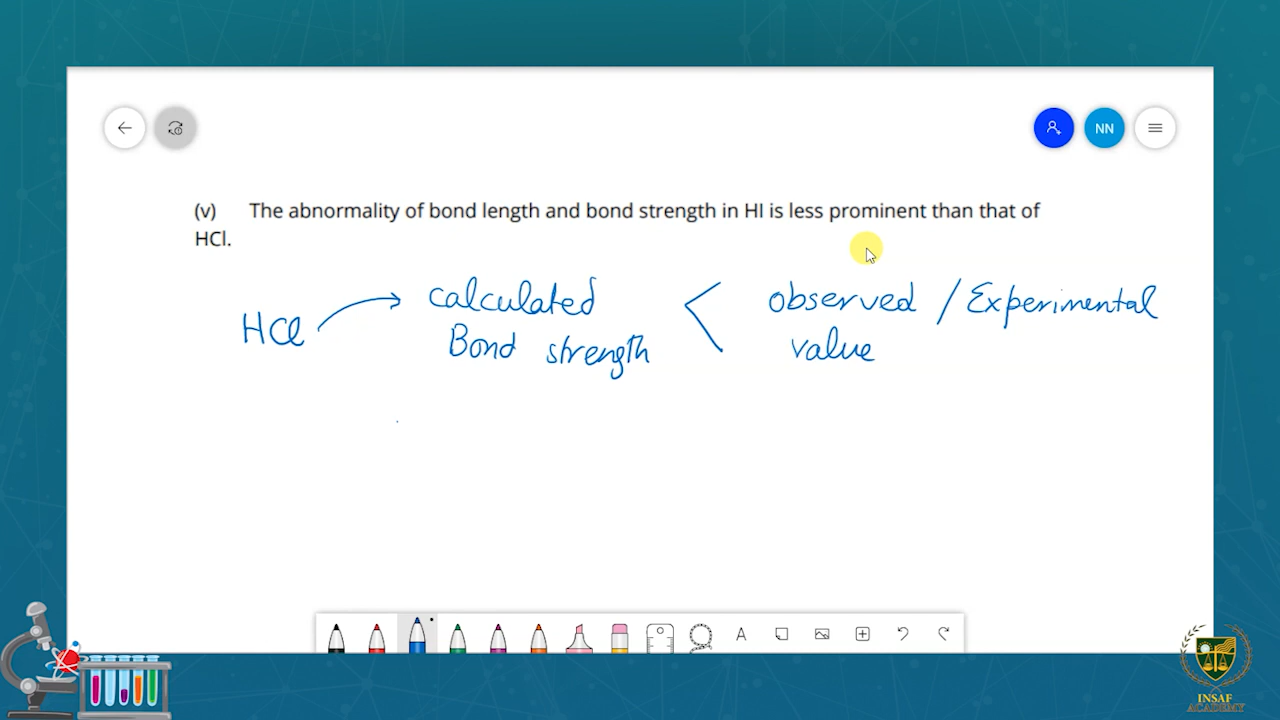 NN
(v) The abnormality of bond length and bond strength in HI is less prominent than that of
HCl.
HCl → calculated < observed / Experimental
Bond strength value
A
INSAF
ACADEMY